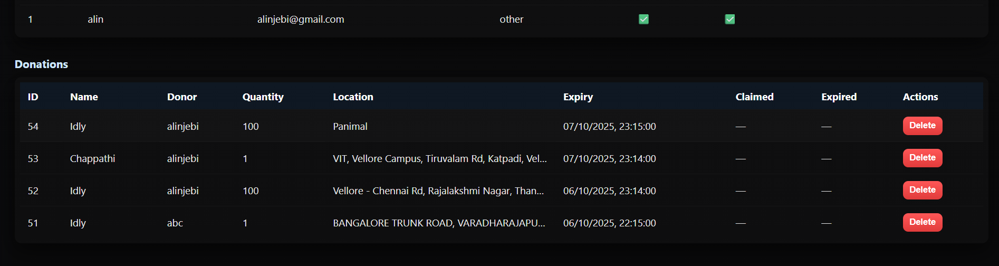 1 alin alinjebi@gmail.com other ✅ ✅
Donations
ID Name Donor Quantity Location Expiry Claimed Expired Actions
54 Idly alinjebi 100 Panimal 07/10/2025, 23:15:00 — — Delete
53 Chappathi alinjebi 1 VIT, Vellore Campus, Tiruvalam Rd, Katpadi, Vel... 07/10/2025, 23:14:00 — — Delete
52 Idly alinjebi 100 Vellore - Chennai Rd, Rajalakshmi Nagar, Than... 06/10/2025, 23:14:00 — — Delete
51 Idly abc 1 BANGALORE TRUNK ROAD, VARADHARAJAPU... 06/10/2025, 22:15:00 — — Delete